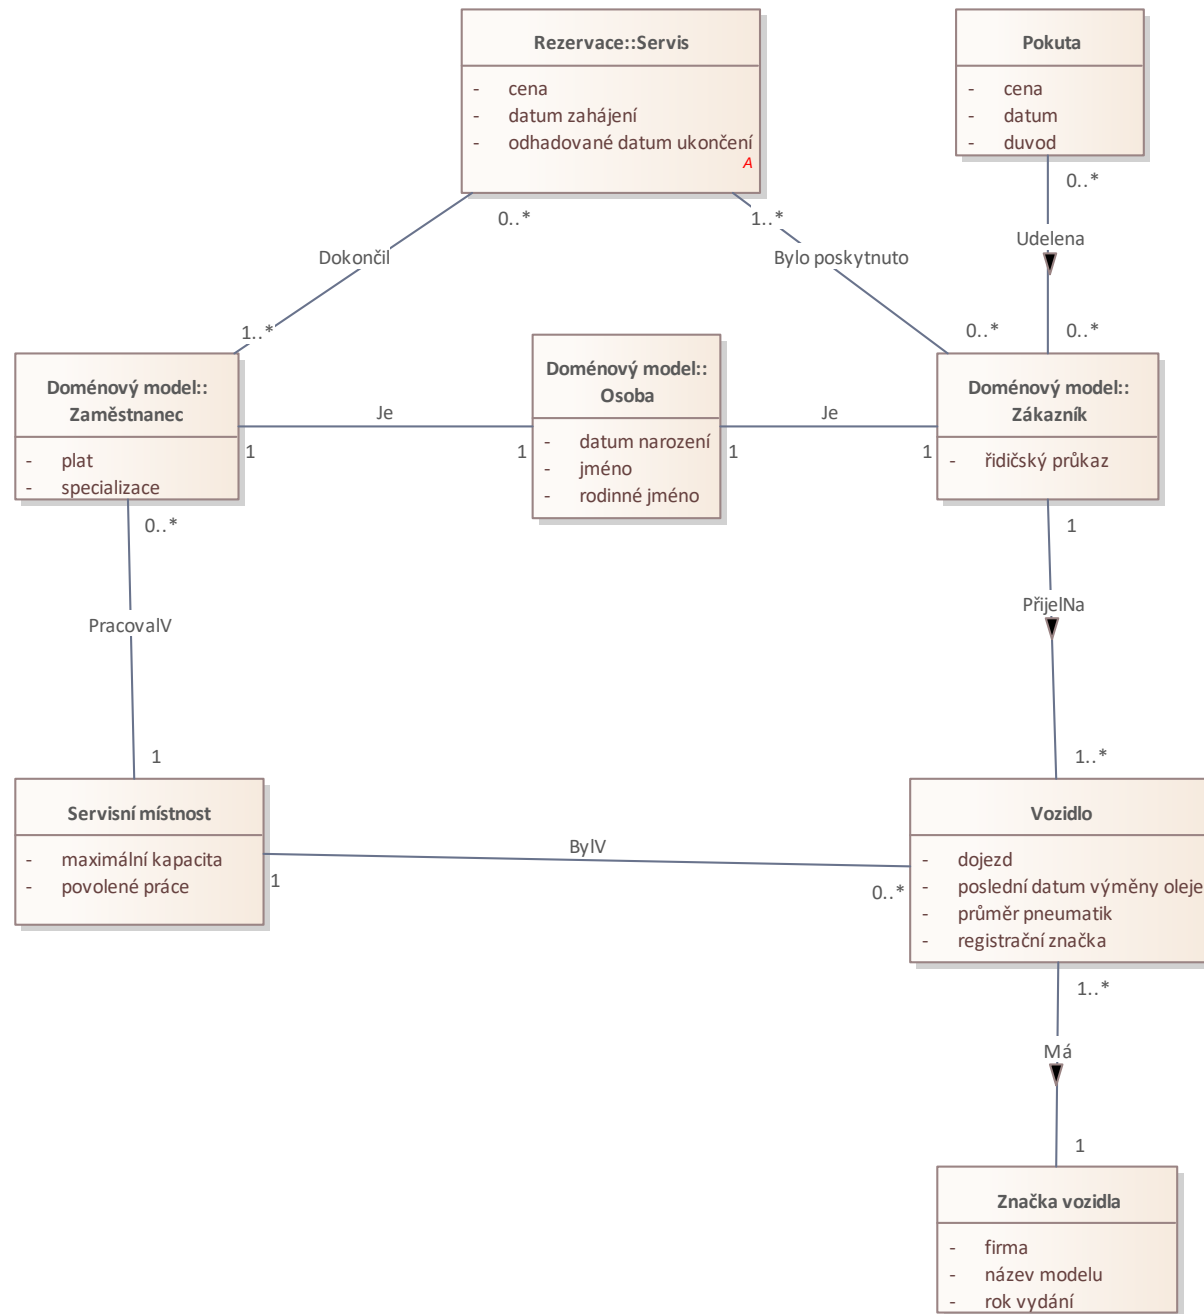 Rezervace::Servis
- cena
- datum zahájení
- odhadované datum ukončení
A
Pokuta
- cena
- datum
- duvod
0..*
1..*
0..*
Udelena
Dokončil
Bylo poskytnuto
1..*
0..*
0..*
Doménový model::
Zaměstnanec
- plat
- specializace
Je
1
1
Doménový model::
Osoba
- datum narození
- jméno
- rodinné jméno
Je
1
1
Doménový model::
Zákazník
- řidičský průkaz
0..*
1
PracovalV
PřijelNa
1
1..*
Servisní místnost
- maximální kapacita
- povolené práce
BylV
1
0..*
Vozidlo
- dojezd
- poslední datum výměny oleje
- průměr pneumatik
- registrační značka
1..*
Má
1
Značka vozidla
- firma
- název modelu
- rok vydání